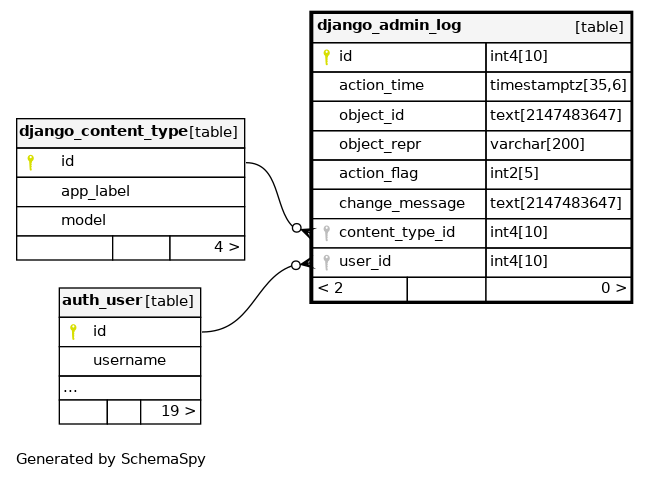 django_admin_log [table]
id int4[10]
action_time timestamptz[35,6]
object_id text[2147483647]
object_repr varchar[200]
action_flag int2[5]
change_message text[2147483647]
content_type_id int4[10]
user_id int4[10]
< 2 0 >
django_content_type [table]
id
app_label
model
4 >
auth_user [table]
id
username
...
19 >
Generated by SchemaSpy